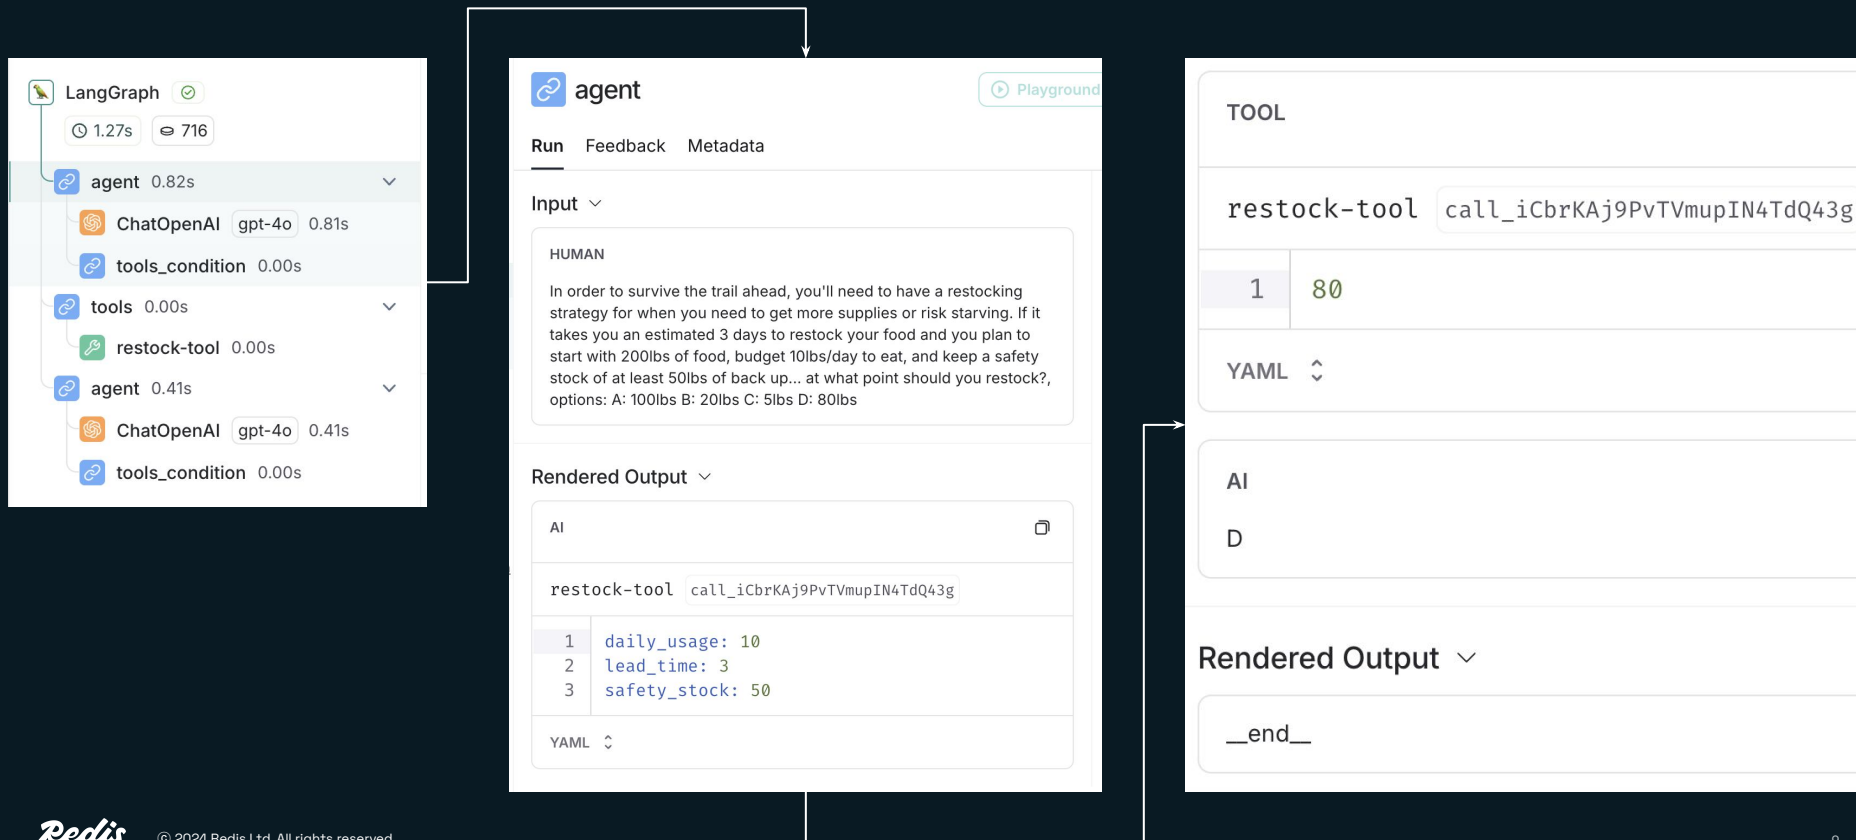 LangGraph
1.27s 716
agent 0.82s
ChatOpenAI gpt-4o 0.81s
tools_condition 0.00s
tools 0.00s
restock-tool 0.00s
agent 0.41s
ChatOpenAI gpt-4o 0.41s
tools_condition 0.00s
agent
Playground
Run Feedback Metadata
Input
HUMAN
In order to survive the trail ahead, you'll need to have a restocking
strategy for when you need to get more supplies or risk starving. If it
takes you an estimated 3 days to restock your food and you plan to
start with 200lbs of food, budget 10lbs/day to eat, and keep a safety
stock of at least 50lbs of back up... at what point should you restock?,
options: A: 100lbs B: 20lbs C: 5lbs D: 80lbs
Rendered Output
AI
restock-tool call_iCbrKAj9PvTVmupIN4TdQ43g
1 daily_usage: 10
2 lead_time: 3
3 safety_stock: 50
YAML
TOOL
restock-tool call_iCbrKAj9PvTVmupIN4TdQ43g
1 80
YAML
AI
D
Rendered Output
__end__
Redis © 2024 Redis Ltd. All rights reserved